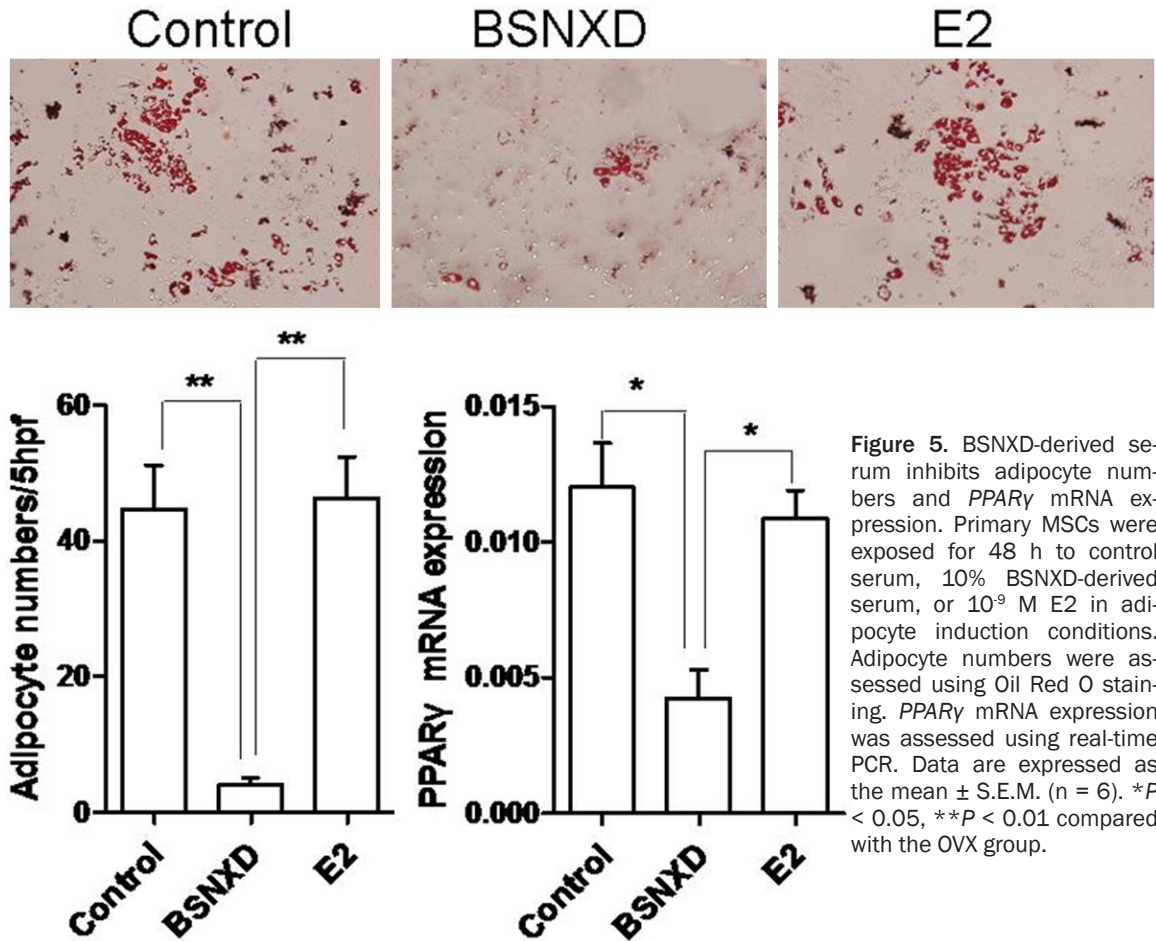 Control BSNXD E2
**
**
60
40
20
0
Adipocyte numbers/5hpf
Control BSNXD E2
*
*
0.015
0.010
0.005
0.000
PPARγ mRNA expression
Control BSNXD E2
Figure 5. BSNXD-derived se-
rum inhibits adipocyte num-
bers and PPARγ mRNA ex-
pression. Primary MSCs were
exposed for 48 h to control
serum, 10% BSNXD-derived
serum, or 10⁻⁹ M E2 in adi-
pocyte induction conditions.
Adipocyte numbers were as-
sessed using Oil Red O stain-
ing. PPARγ mRNA expression
was assessed using real-time
PCR. Data are expressed as
the mean ± S.E.M. (n = 6). *P
< 0.05, **P < 0.01 compared
with the OVX group.